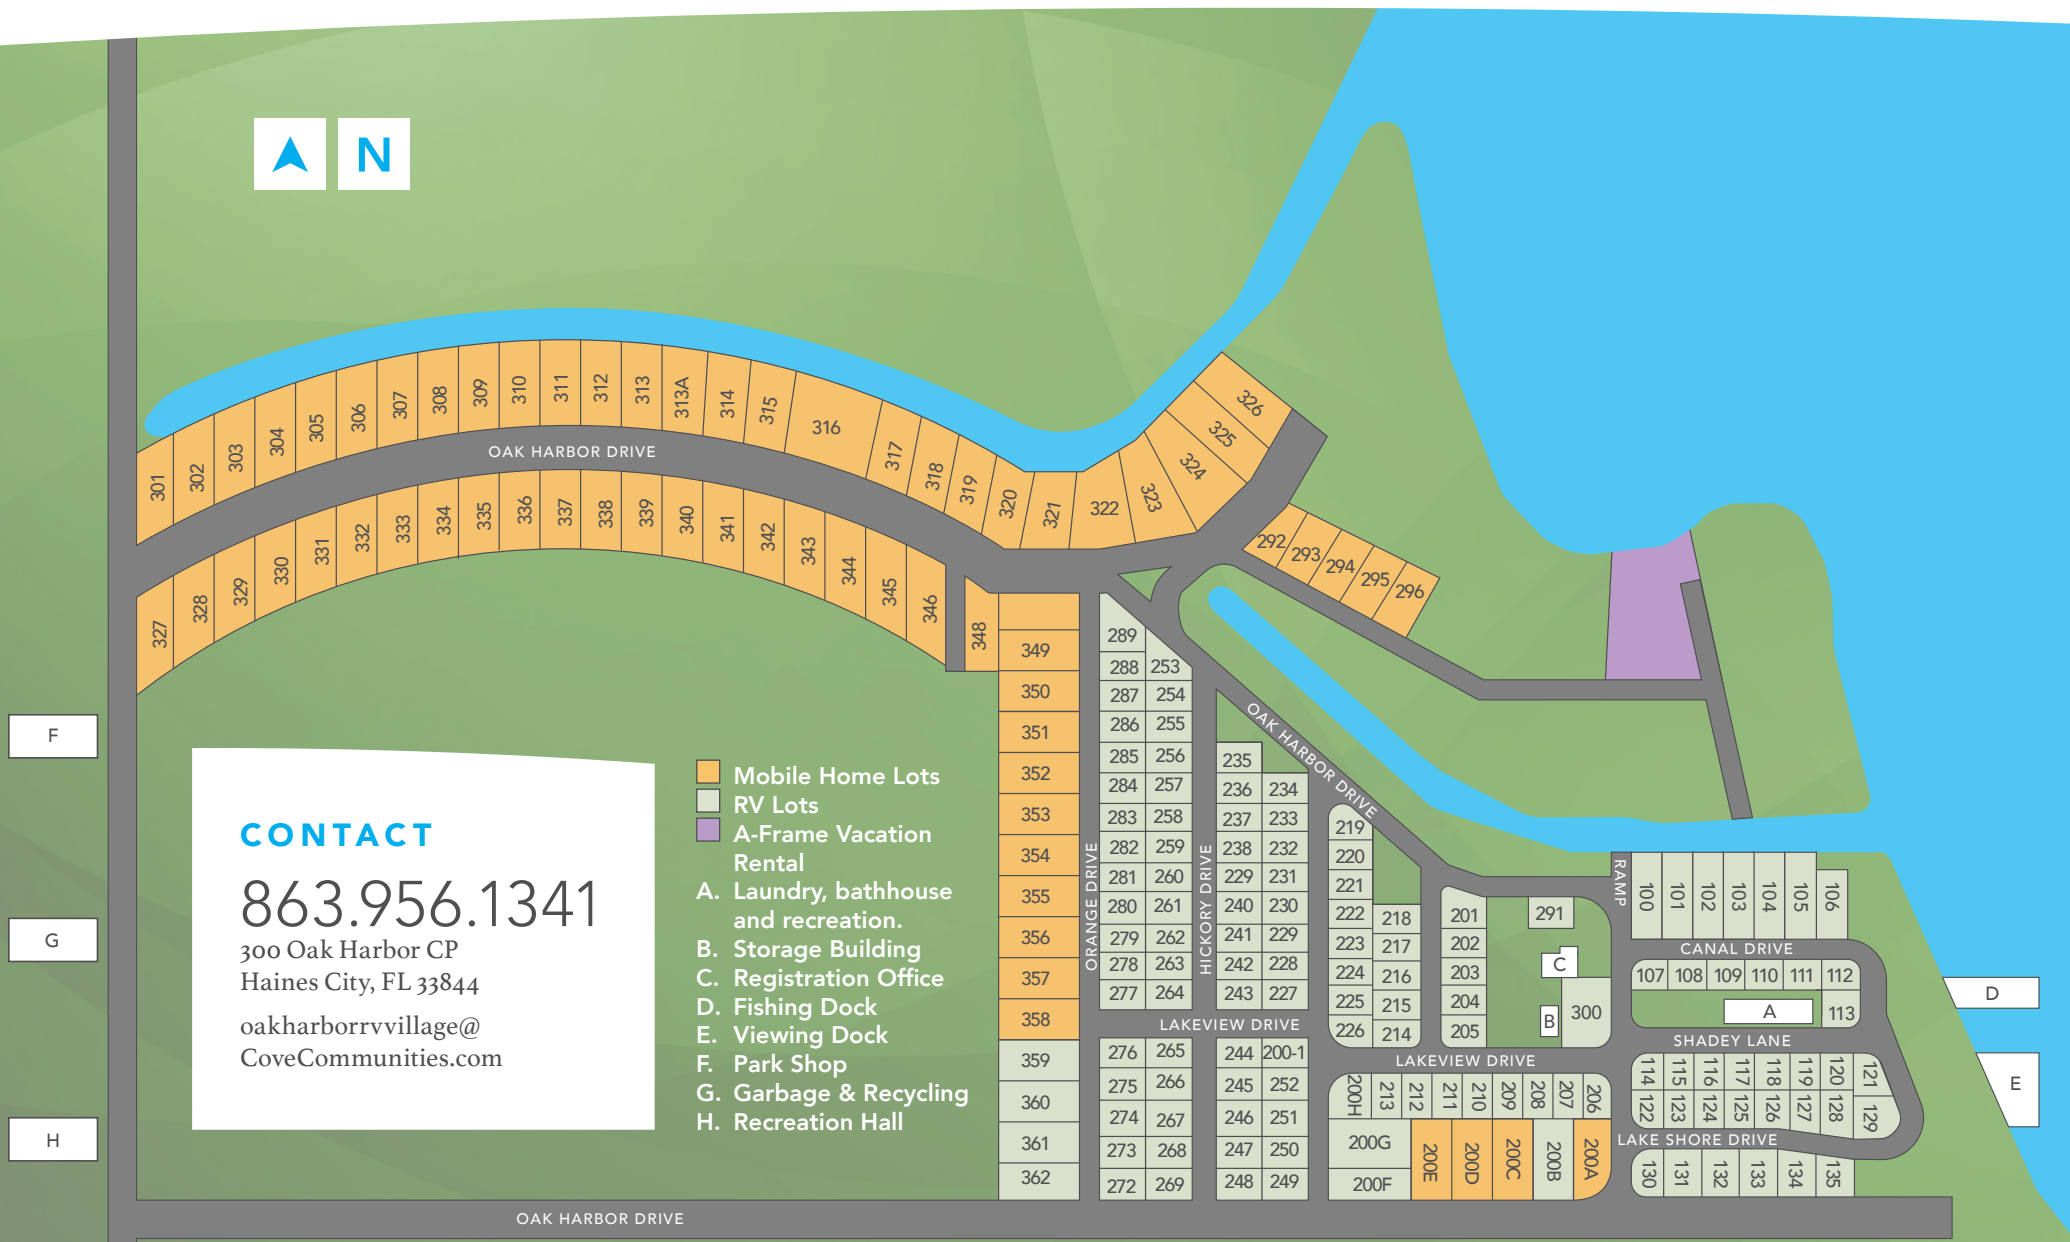 N
326
325
324
323
322
321
320
319
318
317
316
315
314
313A
313
312
311
310
309
308
307
306
305
304
303
302
301
OAK HARBOR DRIVE
327
328
329
330
331
332
333
334
335
336
337
338
339
340
341
342
343
344
345
346
348
292
293
294
295
296
349
350
351
352
353
354
355
356
357
358
359
360
361
362
289
288 253
287 254
286 255
285 256
284 257
283 258
282 259
281 260
280 261
279 262
278 263
277 264
ORANGE DRIVE
HICKORY DRIVE
OAK HARBOR DRIVE
235
236 234
237 233
238 232
229 231
240 230
241 229
242 228
243 227
LAKEVIEW DRIVE
276 265
275 266
274 267
273 268
272 269
244 200-1
245 252
246 251
247 250
248 249
219
220
221
222 218
223 217
224 216
225 215
226 214
201
202
203
204
205
291
C
B
300
LAKEVIEW DRIVE
200H 213 212 211 210 209 208 207 206
200G
200F
200E 200D 200C 200B 200A
RAMP
100 101 102 103 104 105 106
CANAL DRIVE
107 108 109 110 111 112
A 113
SHADEY LANE
114 115 116 117 118 119 120 121
122 123 124 125 126 127 128 129
LAKE SHORE DRIVE
130 131 132 133 134 135
D
E
F
G
H
CONTACT
863.956.1341
300 Oak Harbor CP
Haines City, FL 33844
oakharborrvvillage@
CoveCommunities.com
Mobile Home Lots
RV Lots
A-Frame Vacation
Rental
A. Laundry, bathhouse
and recreation.
B. Storage Building
C. Registration Office
D. Fishing Dock
E. Viewing Dock
F. Park Shop
G. Garbage & Recycling
H. Recreation Hall
OAK HARBOR DRIVE